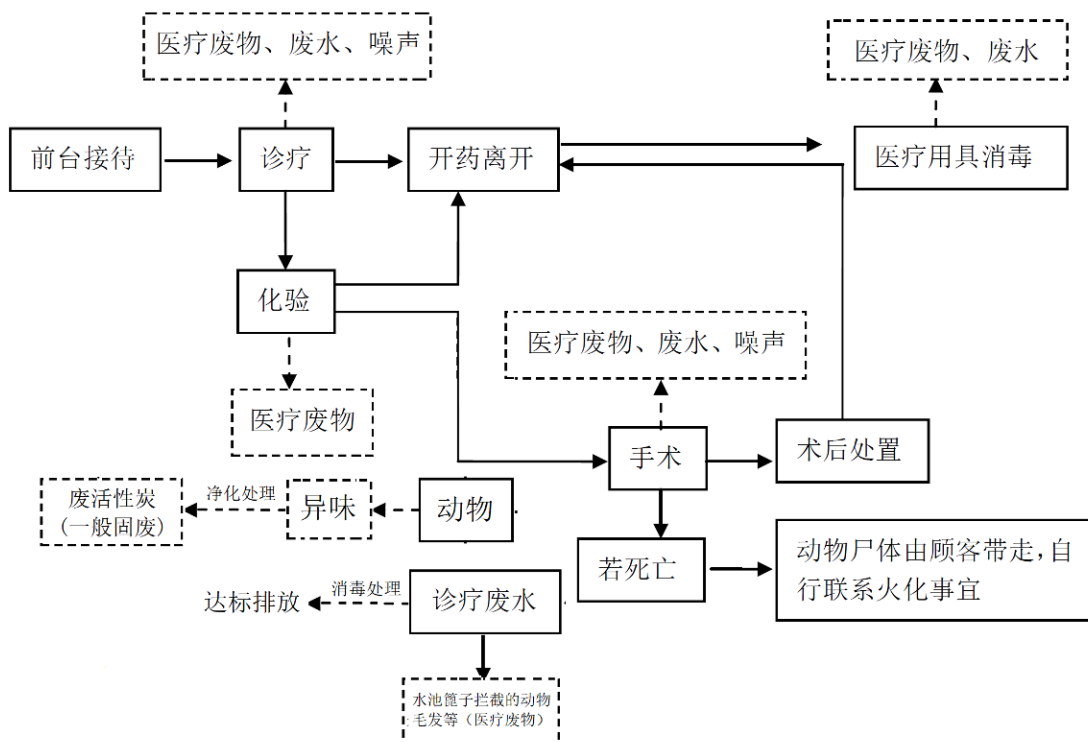 医疗废物、废水、噪声
医疗废物、废水
前台接待
诊疗
开药离开
医疗用具消毒
化验
医疗废物、废水、噪声
医疗废物
手术
术后处置
废活性炭
(一般固废)
净化处理
异味
动物
若死亡
动物尸体由顾客带走，自
行联系火化事宜
达标排放
消毒处理
诊疗废水
水池篦子拦截的动物
毛发等（医疗废物）